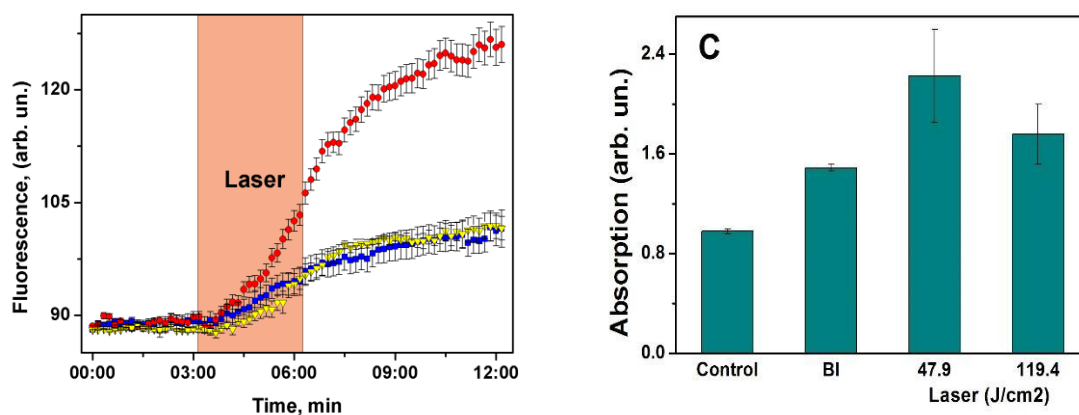 Fluorescence, (arb. un.)
120
105
90
Laser
00:00 03:00 06:00 09:00 12:00
Time, min
C
Absorption (arb. un.)
2.4
1.6
0.8
0.0
Control BI 47.9 119.4
Laser (J/cm2)